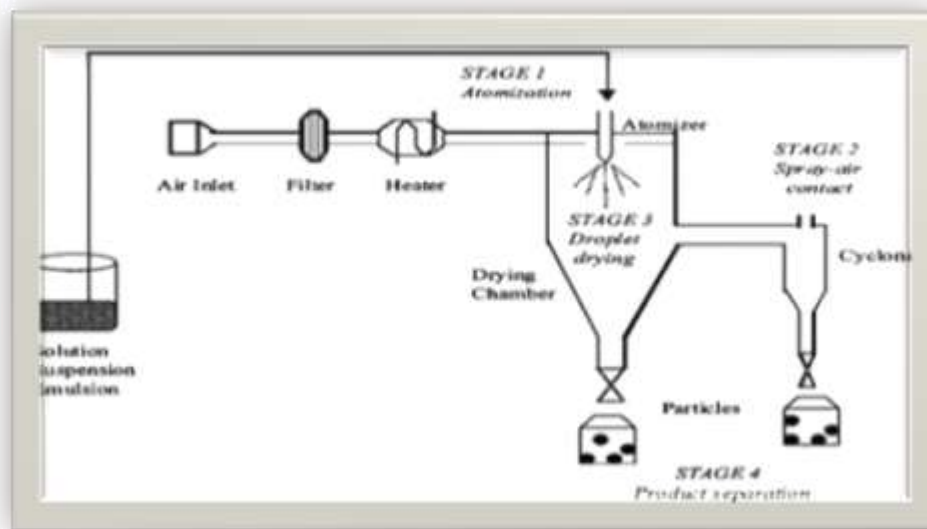 STAGE 1
Atomization
Atomizer
STAGE 2
Spray-air
contact
Air Inlet
Filter
Heater
STAGE 3
Droplet
drying
Cyclon
Drying
Chamber
olution
uspension
mulsion
Particles
STAGE 4
Product separation